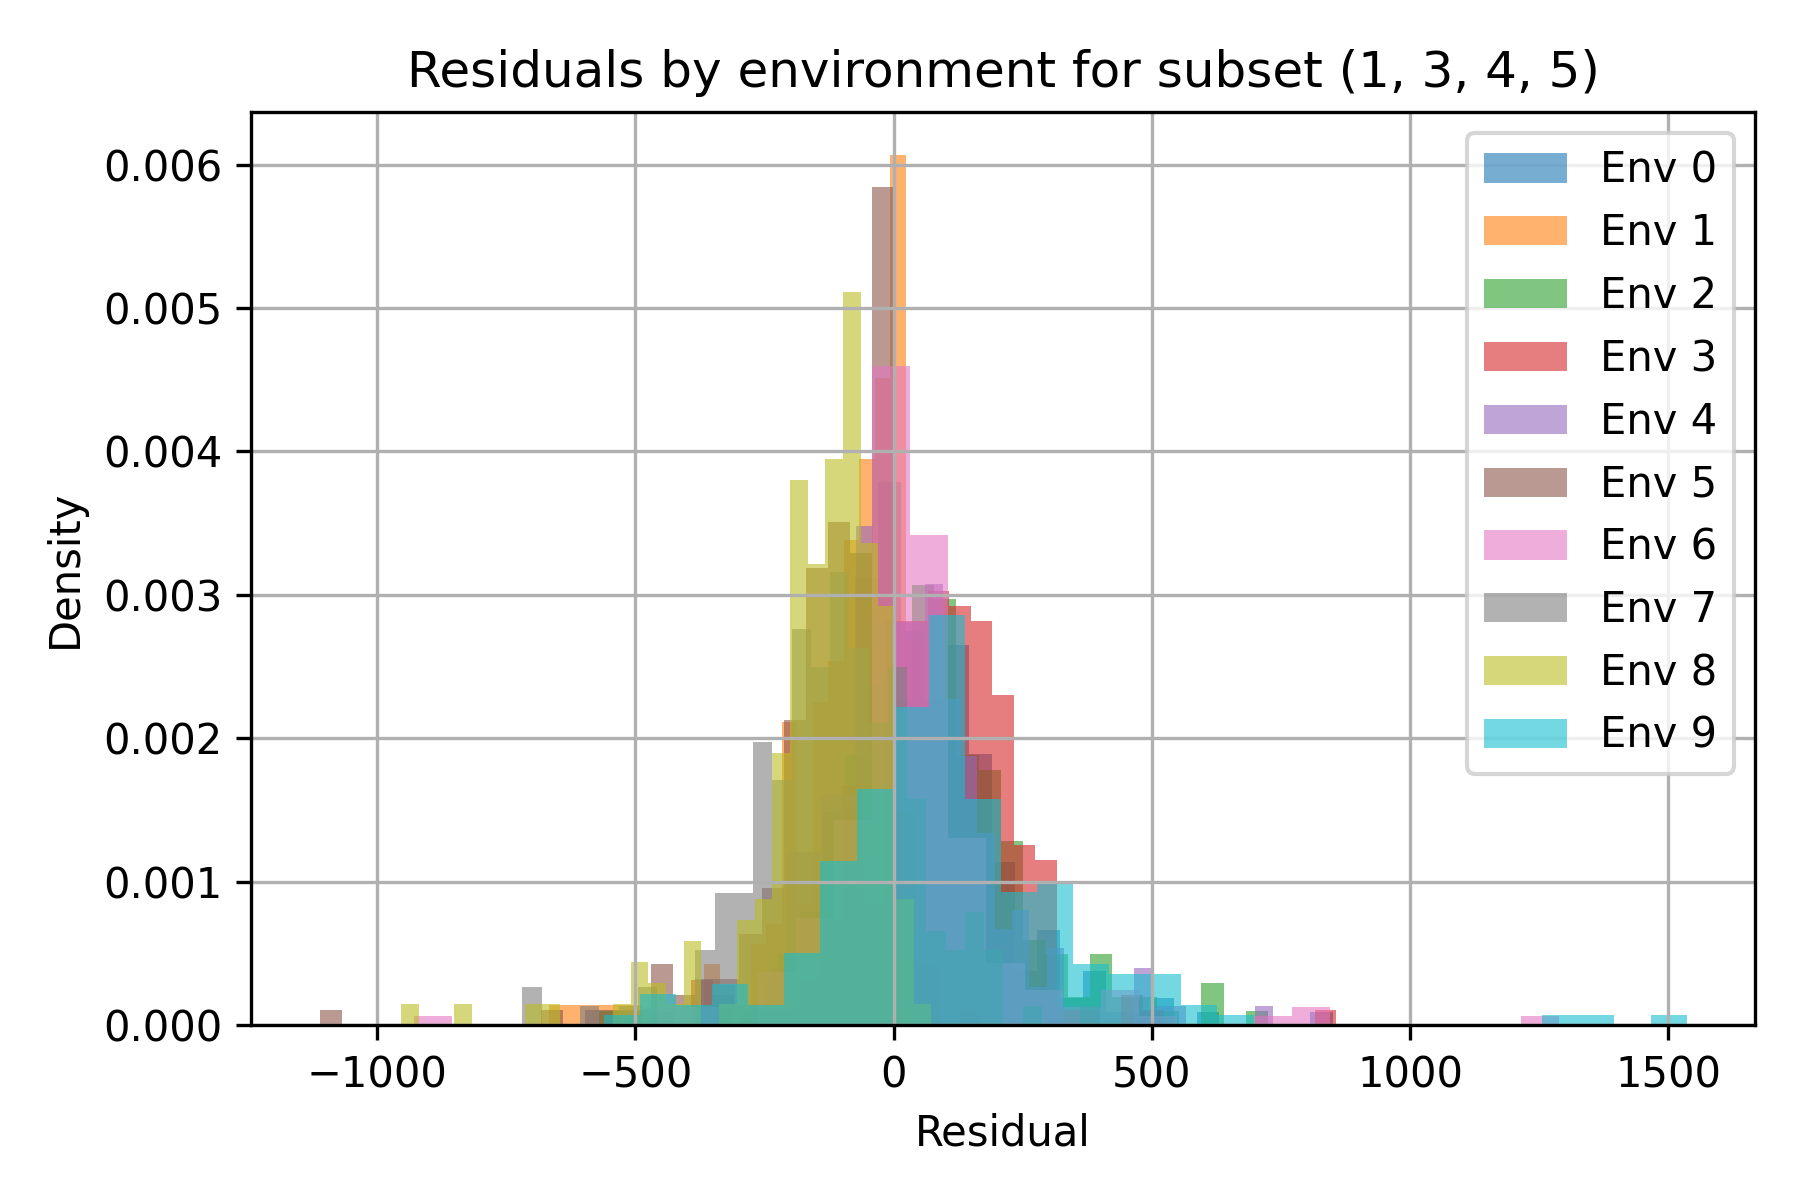 Residuals by environment for subset (1, 3, 4, 5)
0.006
0.005
0.004
0.003
0.002
0.001
0.000
Density
−1000
−500
0
500
1000
1500
Residual
Env 0
Env 1
Env 2
Env 3
Env 4
Env 5
Env 6
Env 7
Env 8
Env 9